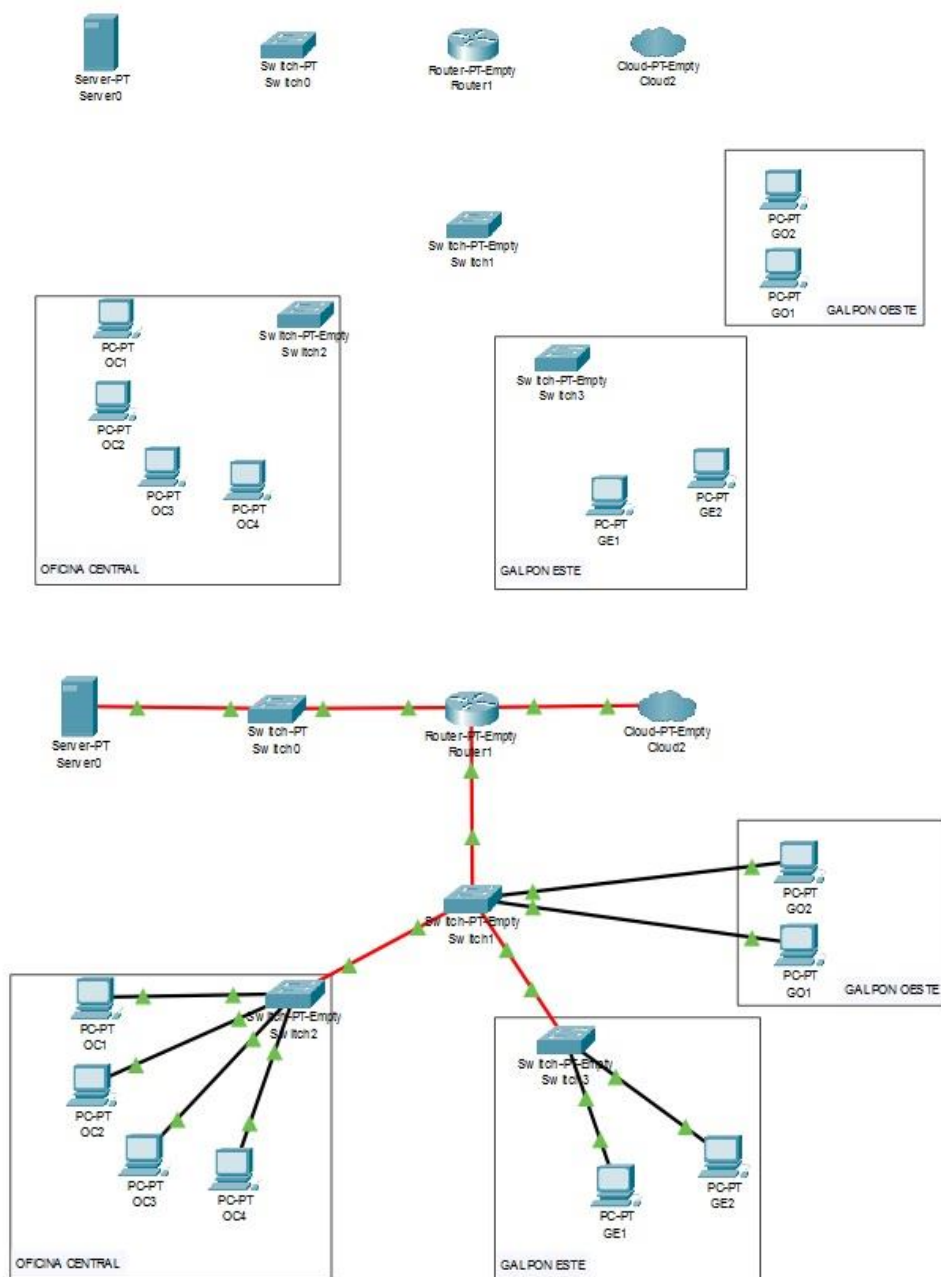 Server-PT
Server0
Switch-PT
Switch0
Router-PT-Empty
Router1
Cloud-PT-Empty
Cloud2
PC-PT
GO2
PC-PT
GO1
GALPON OESTE
Switch-PT-Empty
Switch1
PC-PT
OC1
Switch-PT-Empty
Switch2
PC-PT
OC2
PC-PT
OC3
PC-PT
OC4
OFICINA CENTRAL
Switch-PT-Empty
Switch3
PC-PT
GE1
PC-PT
GE2
GALPON ESTE
Server-PT
Server0
Switch-PT
Switch0
Router-PT-Empty
Router1
Cloud-PT-Empty
Cloud2
PC-PT
GO2
PC-PT
GO1
GALPON OESTE
Switch-PT-Empty
Switch1
PC-PT
OC1
Switch-PT-Empty
Switch2
PC-PT
OC2
PC-PT
OC3
PC-PT
OC4
OFICINA CENTRAL
Switch-PT-Empty
Switch3
PC-PT
GE1
PC-PT
GE2
GALPON ESTE